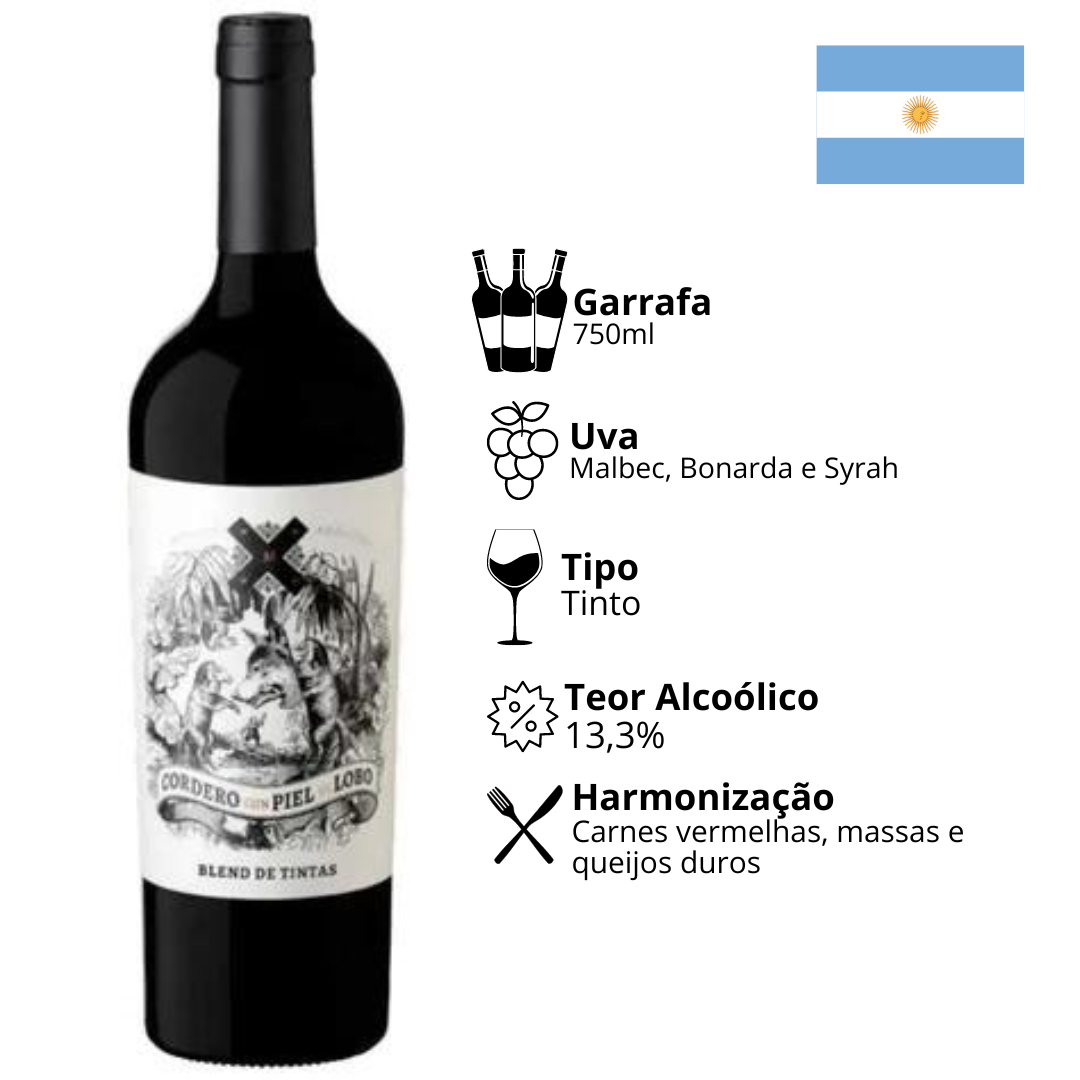 Garrafa
750ml
Uva
Malbec, Bonarda e Syrah
Tipo
Tinto
Teor Alcoólico
13,3%
Harmonização
Carnes vermelhas, massas e
queijos duros
CORDERO CON PIEL LOBO
BLEND DE TINTAS